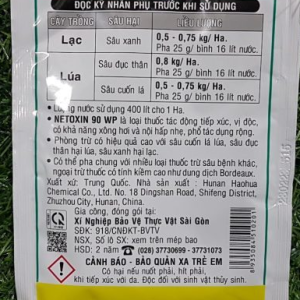 ĐỌC KỸ NHÃN PHỤ TRƯỚC KHI SỬ DỤNG
CÂY TRỒNG SÂU HẠI LIỀU LƯỢNG
Lạc Sâu xanh 0,5 - 0,75 kg/ Ha.
Pha 25 g/ bình 16 lít nước.
Lúa Sâu đục thân 0,8 kg/ Ha.
Pha 25 g/ bình 16 lít nước.
Sâu cuốn lá 0,5 - 0,75 kg/ Ha.
Pha 25 g/ bình 16 lít nước.
• Lượng nước sử dụng 400 lít cho 1 Ha.
• NETOXIN 90 WP là loại thuốc tác động tiếp xúc, vị độc,
có khả năng xông hơi và nội hấp nhẹ, phổ tác dụng rộng.
• Phòng trừ có hiệu quả cao với sâu cuốn lá lúa, sâu đục
thân hại lúa, sâu xanh hại lạc.
• Có thể pha chung với nhiều loại thuốc trừ sâu bệnh khác,
ngoại trừ thuốc có tính kiềm cao như dung dịch Bordeaux.
Xuất xứ: Trung Quốc. Nhà sản xuất: Hunan Haohua
Chemical Co., Ltd. No. 18 Dingshan Road, Shifeng District,
Zhuzhou City, Hunan, China.
Gia công, đóng gói tại:
Xí Nghiệp Bảo Vệ Thực Vật Sài Gòn
SĐK: 918/CNĐKT-BVTV
NSX, Số lô SX: xem trên mép bao
HSD: 2 năm (028) 37730699 - 37731073
CẢNH BÁO - BẢO QUẢN XA TRẺ EM
Có hại nếu nuốt phải, hít phải,
khi tiếp xúc với da. Độc đối với sinh vật thủy sinh.